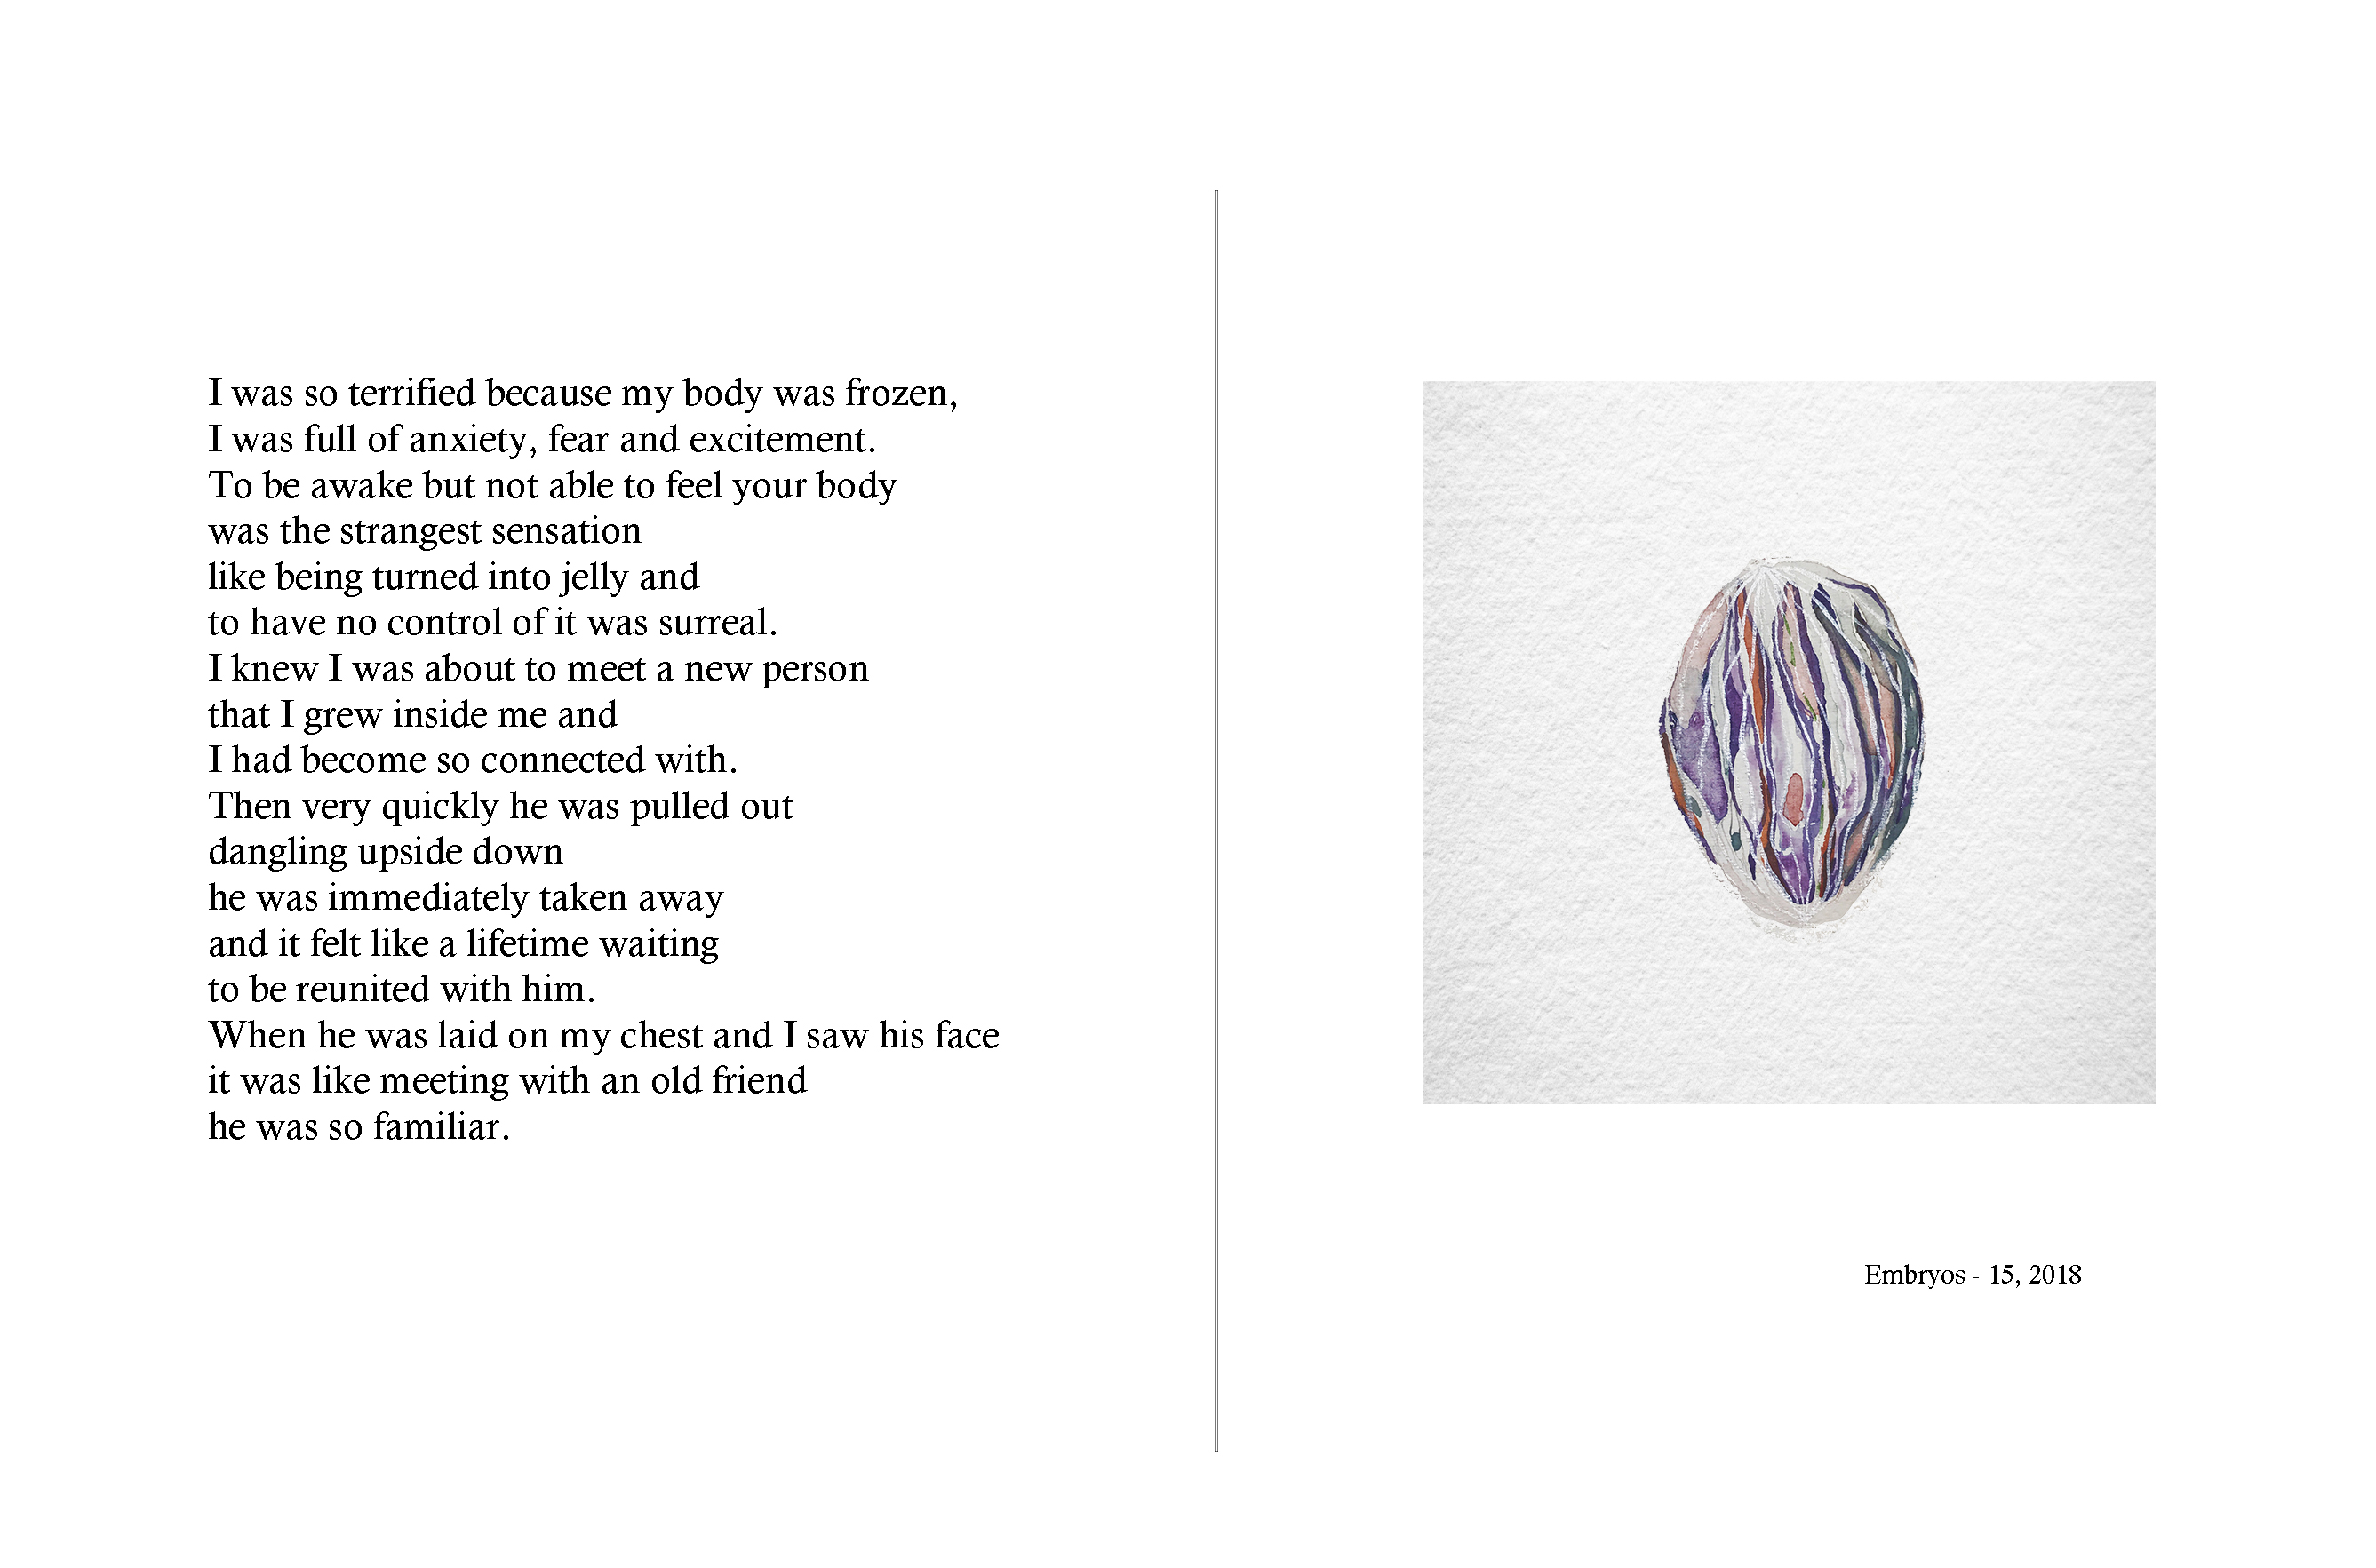 I was so terrified because my body was frozen,
I was full of anxiety, fear and excitement.
To be awake but not able to feel your body
was the strangest sensation
like being turned into jelly and
to have no control of it was surreal.
I knew I was about to meet a new person
that I grew inside me and
I had become so connected with.
Then very quickly he was pulled out
dangling upside down
he was immediately taken away
and it felt like a lifetime waiting
to be reunited with him.
When he was laid on my chest and I saw his face
it was like meeting with an old friend
he was so familiar.
Embryos - 15, 2018